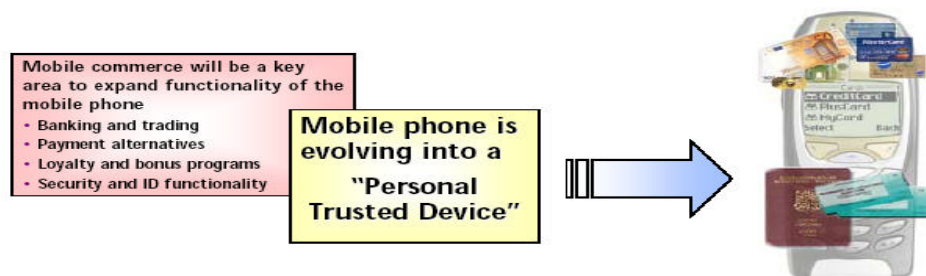 Mobile commerce will be a key
area to expand functionality of the
mobile phone
• Banking and trading
• Payment alternatives
• Loyalty and bonus programs
• Security and ID functionality
Mobile phone is
evolving into a
“Personal
Trusted Device”
MasterCard
Cards
CreditCard
PlusCard
MyCard
Select Back